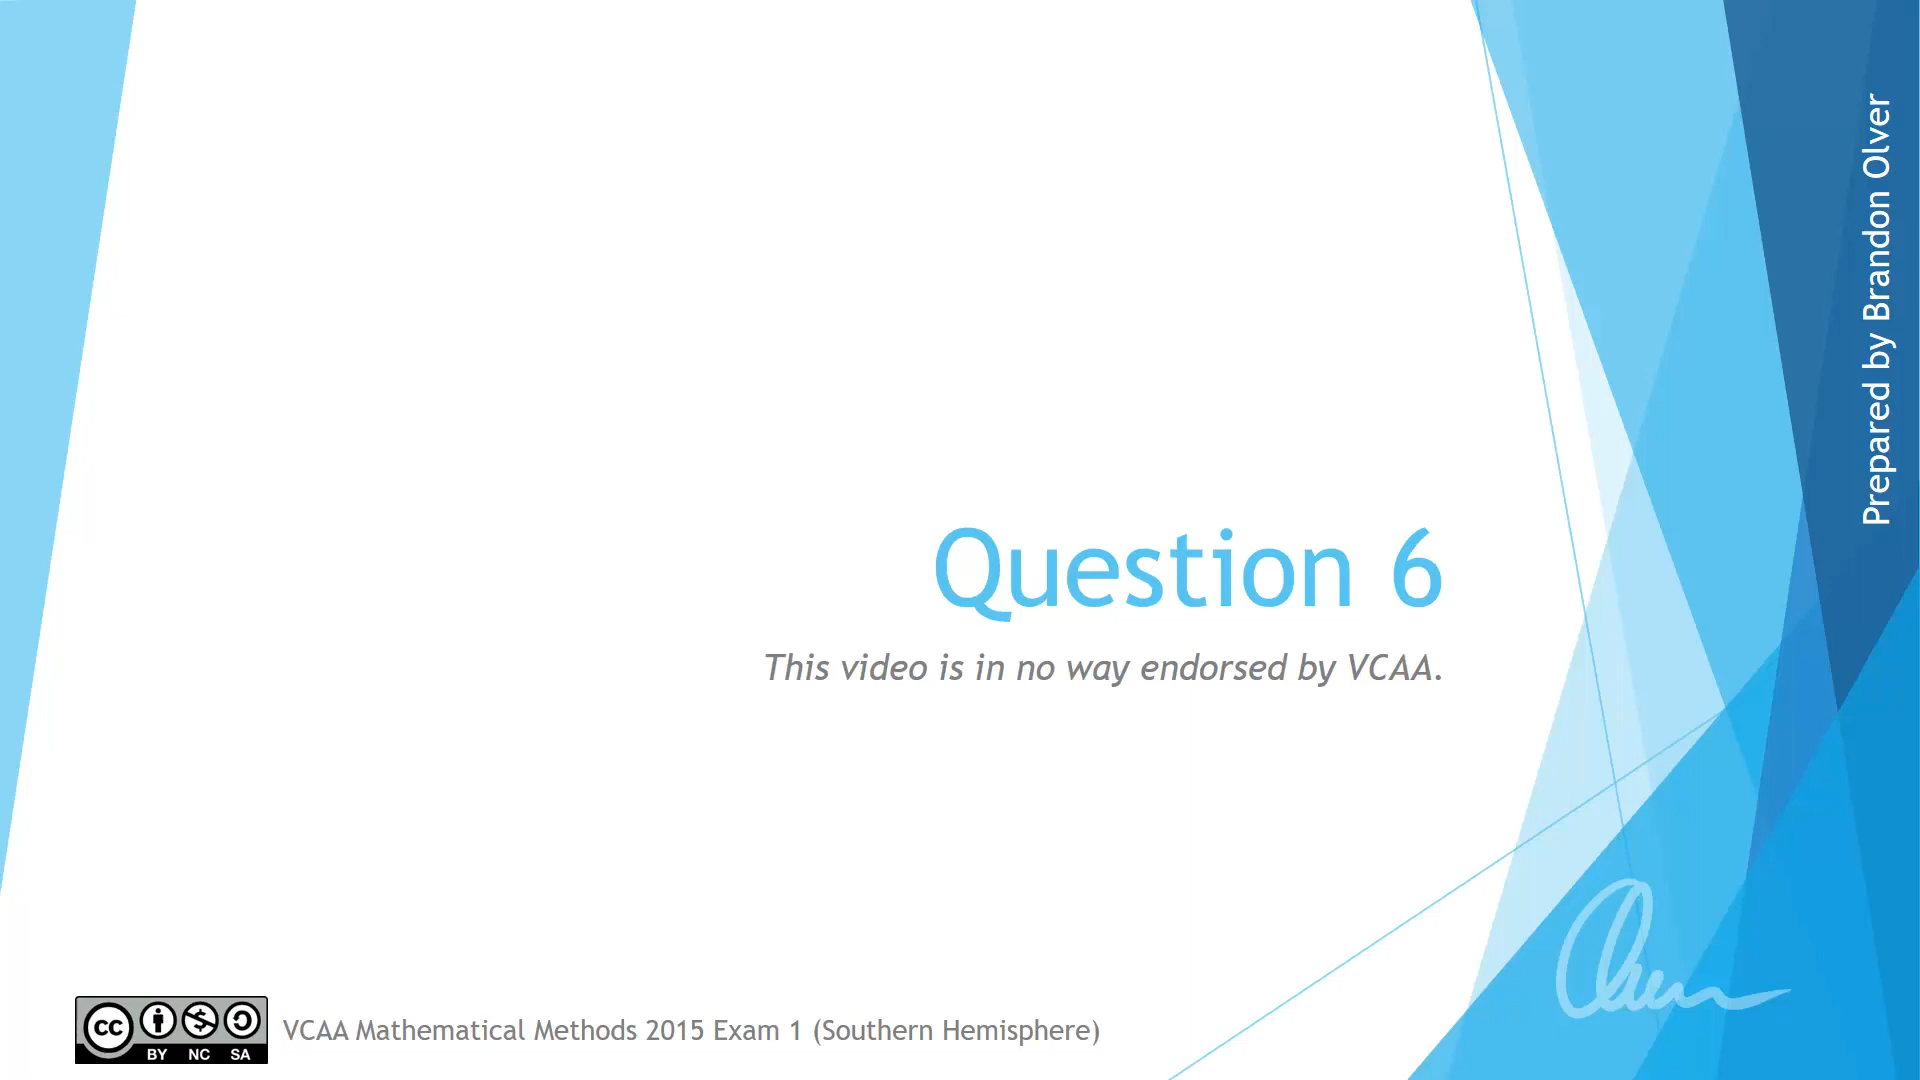 Prepared by Brandon Olver
Question 6
This video is in no way endorsed by VCAA.
CC BY NC SA
VCAA Mathematical Methods 2015 Exam 1 (Southern Hemisphere)